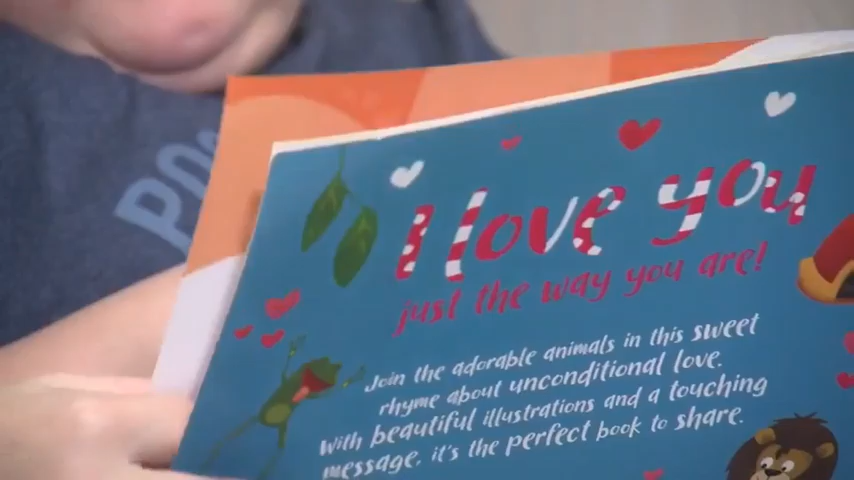 I love you
just the way you are!
Join the adorable animals in this sweet
rhyme about unconditional love.
With beautiful illustrations and a touching
message, it's the perfect book to share.